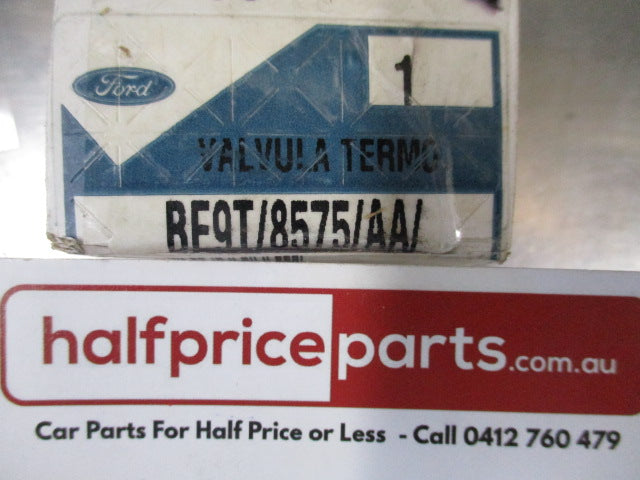 Ford
1
VALVULA TERMO
BF9T/8575/AA/
halfpriceparts.com.au
Car Parts For Half Price or Less - Call 0412 760 479